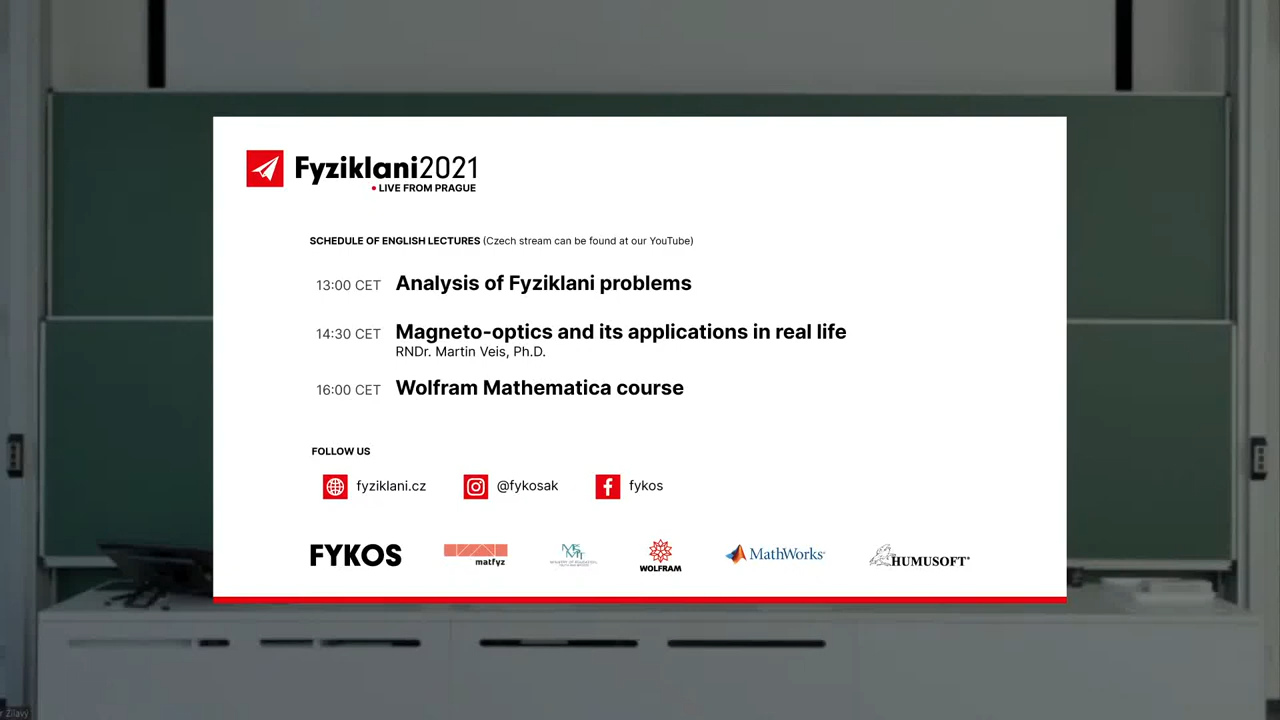 Fyziklani2021
• LIVE FROM PRAGUE
SCHEDULE OF ENGLISH LECTURES (Czech stream can be found at our YouTube)
13:00 CET Analysis of Fyziklani problems
14:30 CET Magneto-optics and its applications in real life
RNDr. Martin Veis, Ph.D.
16:00 CET Wolfram Mathematica course
FOLLOW US
fyziklani.cz @fykosak fykos
FYKOS matfyz WOLFRAM MathWorks® HUMUSOFT®